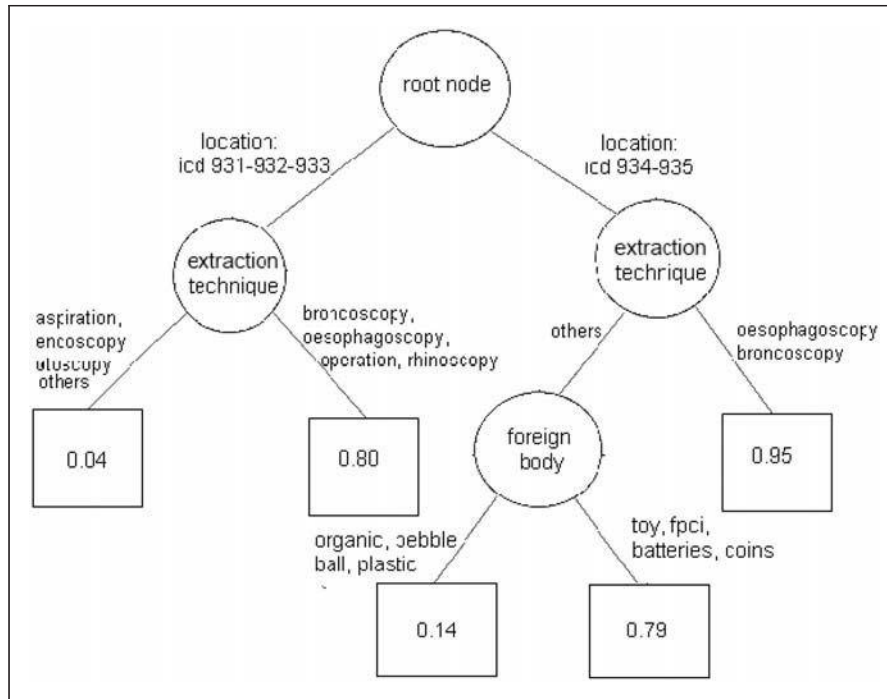 root node
location:
icd 931-932-933
location:
icd 934-935
extraction
technique
extraction
techrique
aspiration,
encoscopy
otoscopy
others
broncoscopy,
oesophagoscopy,
operation, rhinoscopy
others
oesophagoscopy
broncoscopy
0.04
0.80
foreign
body
0.95
organic, pebble
ball, plastic
toy, fpci,
batteries, coins
0.14
0.79